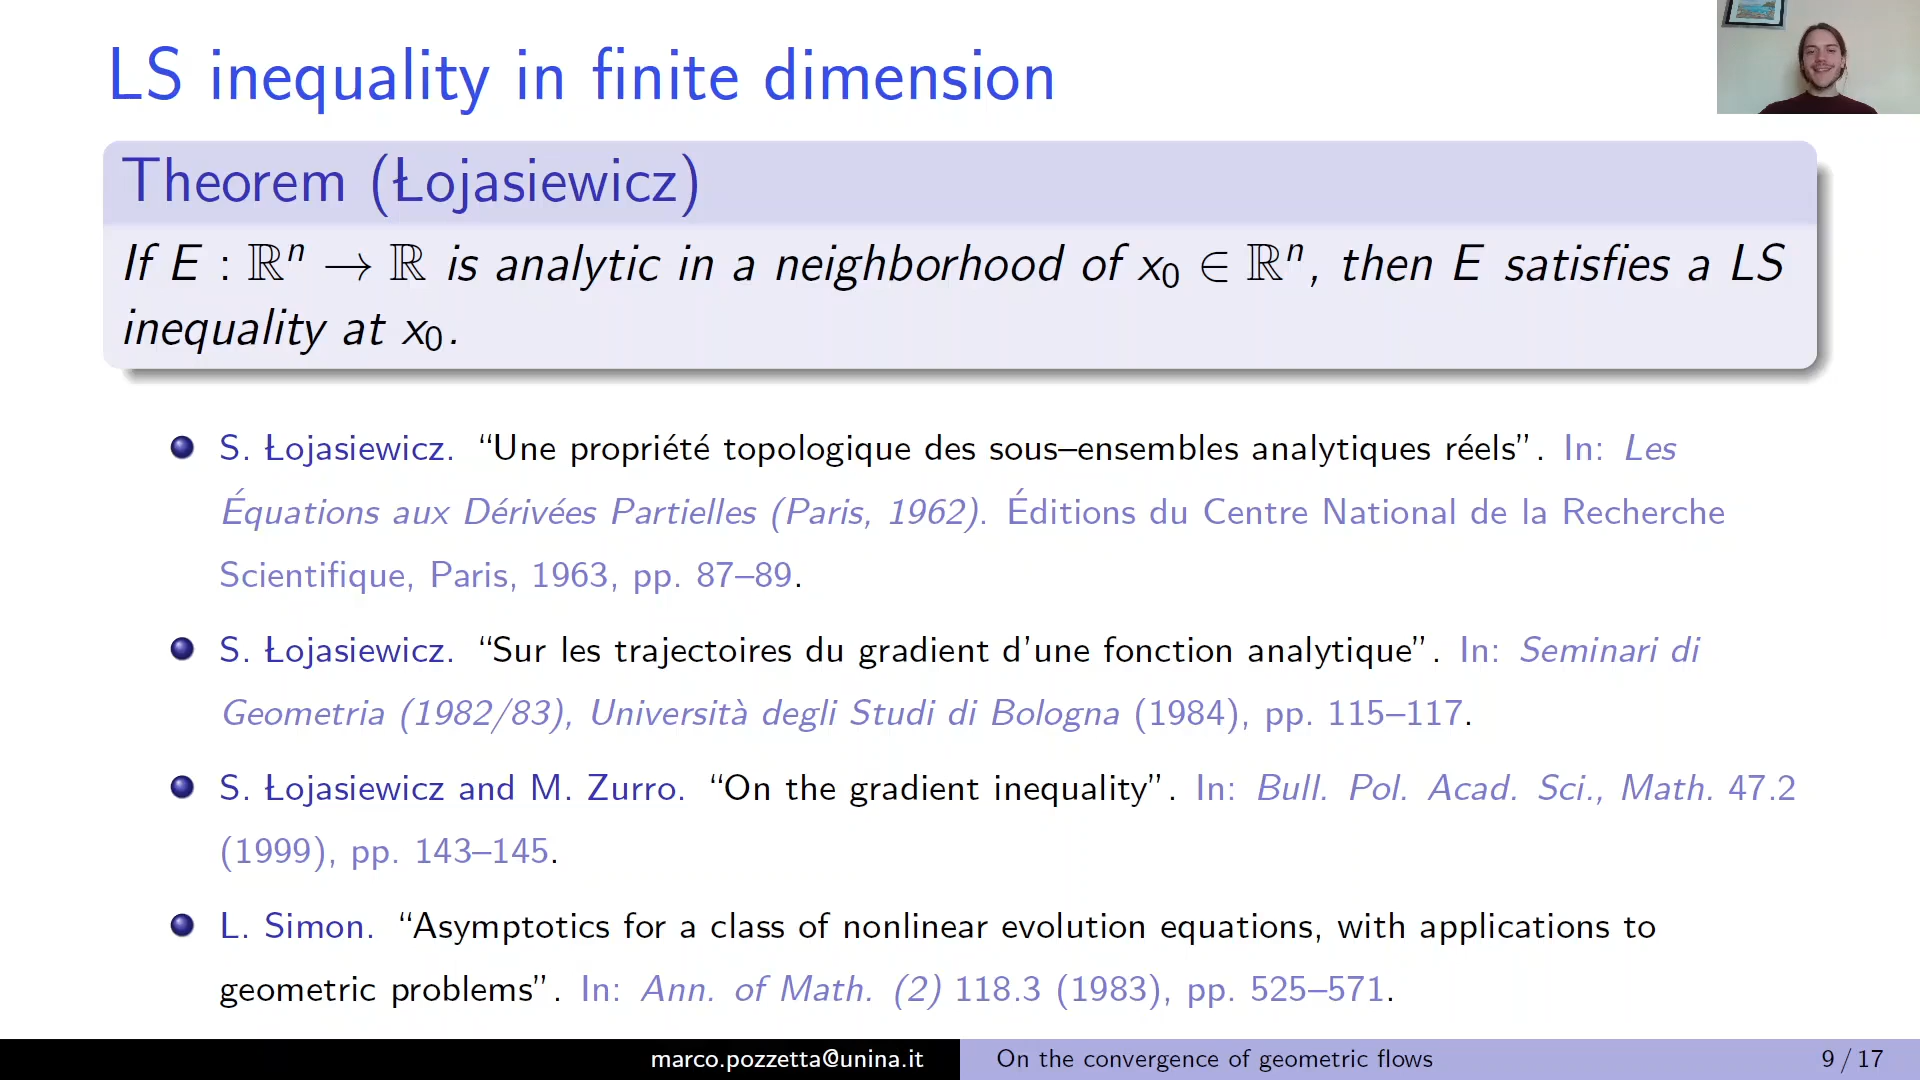 LS inequality in finite dimension
Theorem (Łojasiewicz)
If E : ℝⁿ → ℝ is analytic in a neighborhood of x₀ ∈ ℝⁿ, then E satisfies a LS
inequality at x₀.
S. Łojasiewicz. “Une propriété topologique des sous–ensembles analytiques réels”. In: Les
Équations aux Dérivées Partielles (Paris, 1962). Éditions du Centre National de la Recherche
Scientifique, Paris, 1963, pp. 87–89.
S. Łojasiewicz. “Sur les trajectoires du gradient d’une fonction analytique”. In: Seminari di
Geometria (1982/83), Università degli Studi di Bologna (1984), pp. 115–117.
S. Łojasiewicz and M. Zurro. “On the gradient inequality”. In: Bull. Pol. Acad. Sci., Math. 47.2
(1999), pp. 143–145.
L. Simon. “Asymptotics for a class of nonlinear evolution equations, with applications to
geometric problems”. In: Ann. of Math. (2) 118.3 (1983), pp. 525–571.
marco.pozzetta@unina.it On the convergence of geometric flows 9 / 17